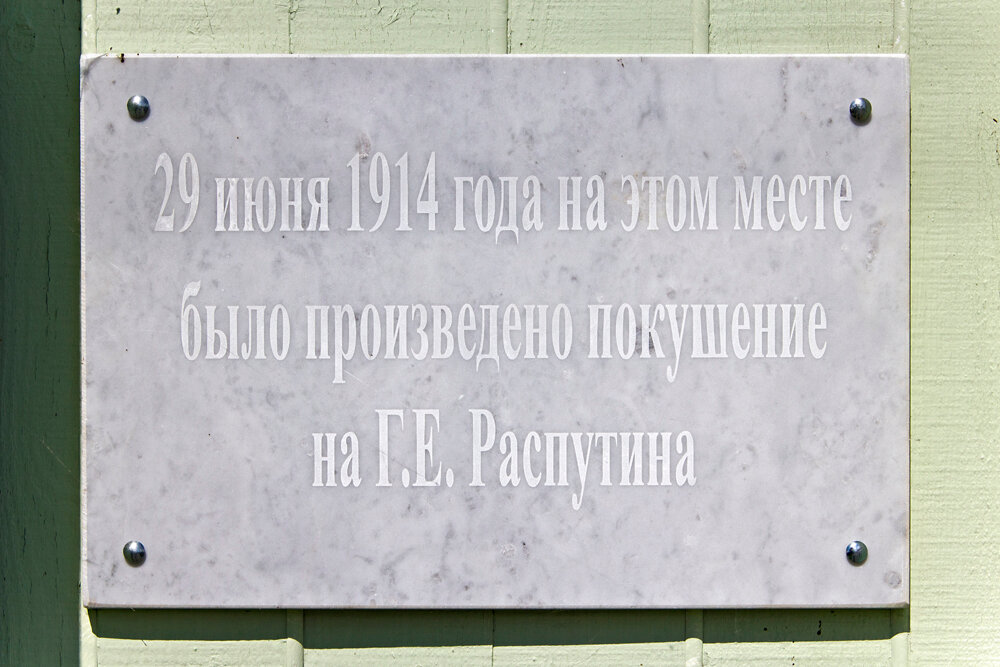 29 июня 1914 года на этом месте
было произведено покушение
на Г.Е. Распутина